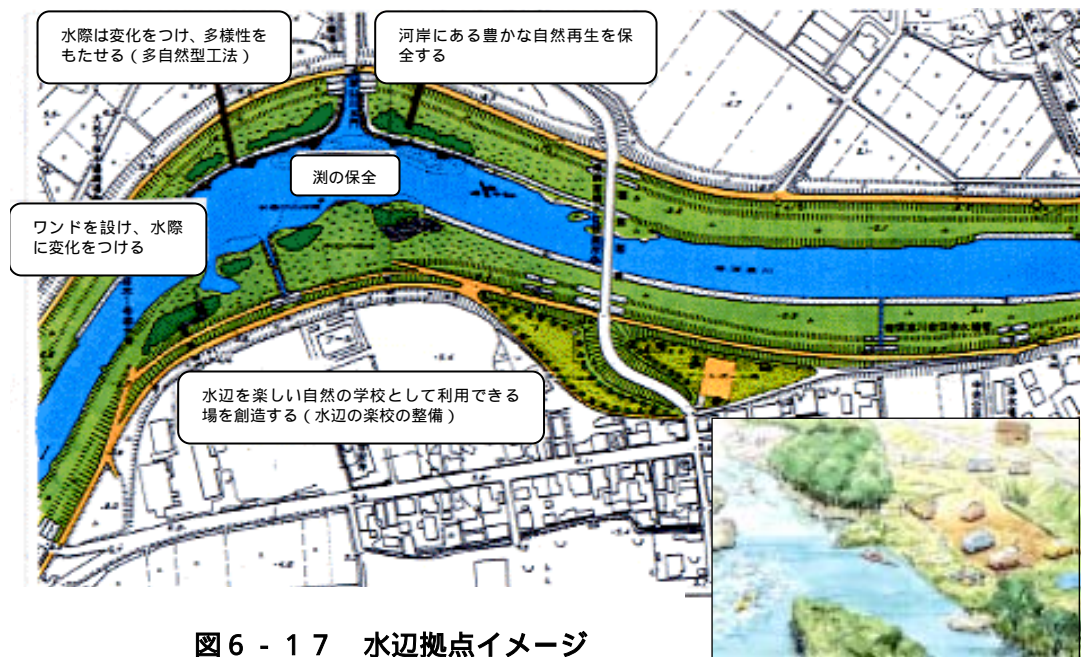 水際は変化をつけ、多様性を
もたせる（多自然型工法）
河岸にある豊かな自然再生を保
全する
渕の保全
ワンドを設け、水際
に変化をつける
水辺を楽しい自然の学校として利用できる
場を創造する（水辺の楽校の整備）
図６‐１７　水辺拠点イメージ